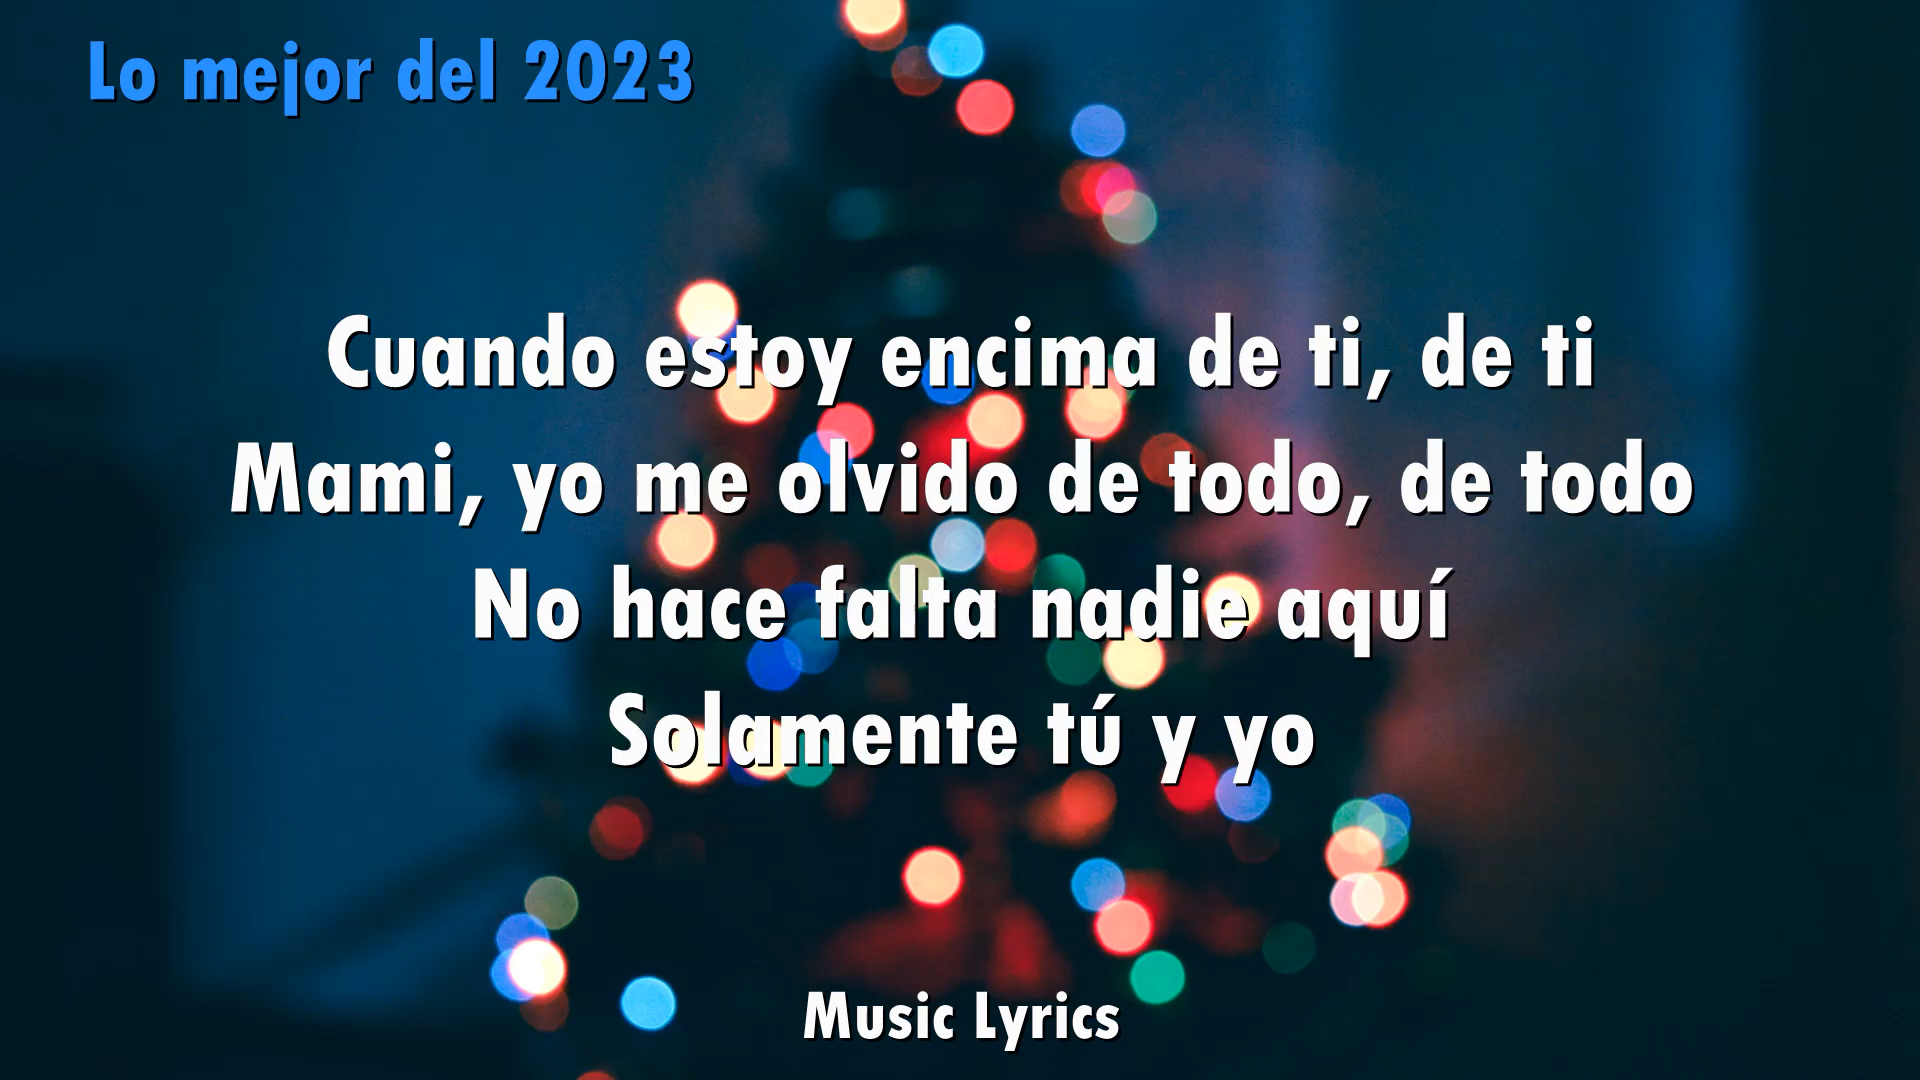 Lo mejor del 2023
Cuando estoy encima de ti, de ti
Mami, yo me olvido de todo, de todo
No hace falta nadie aquí
Solamente tú y yo
Music Lyrics